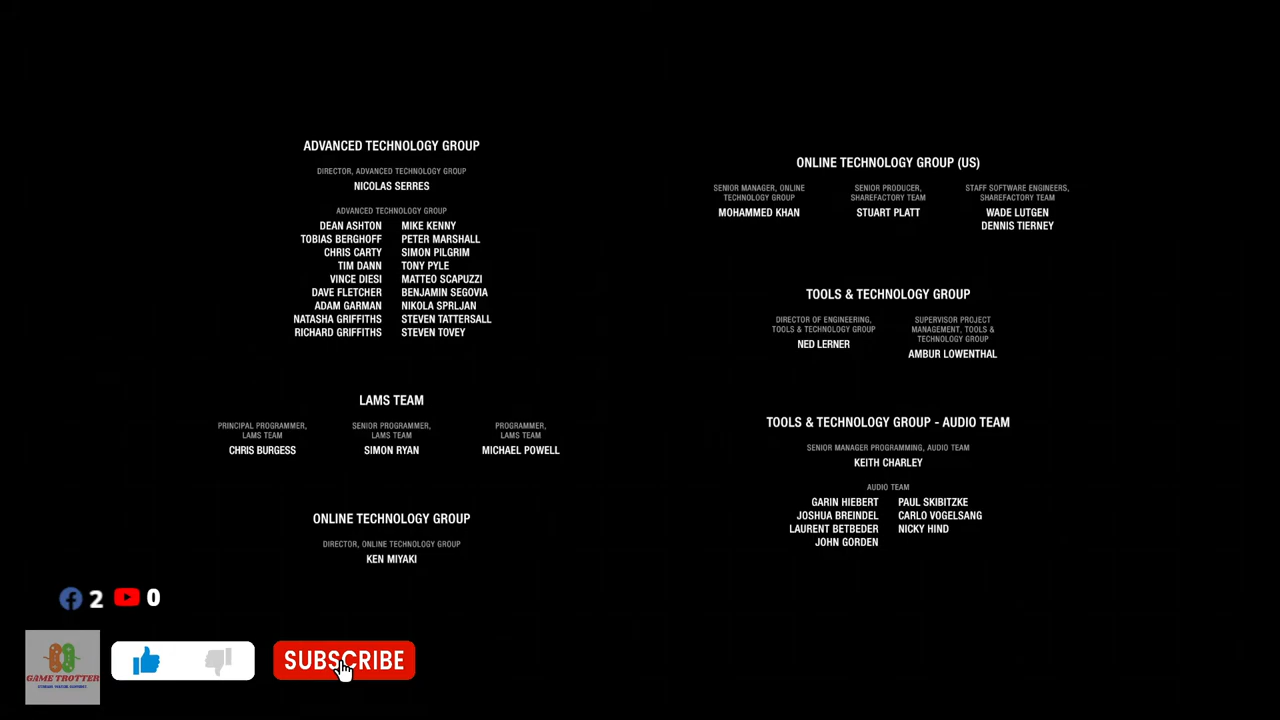 ADVANCED TECHNOLOGY GROUP
DIRECTOR, ADVANCED TECHNOLOGY GROUP
NICOLAS SERRES
ADVANCED TECHNOLOGY GROUP
DEAN ASHTON MIKE KENNY
TOBIAS BERGHOFF PETER MARSHALL
CHRIS CARTY SIMON PILGRIM
TIM DANN TONY PYLE
VINCE DIESI MATTEO SCAPUZZI
DAVE FLETCHER BENJAMIN SEGOVIA
ADAM GARMAN NIKOLA SPRLJAN
NATASHA GRIFFITHS STEVEN TATTERSALL
RICHARD GRIFFITHS STEVEN TOVEY
LAMS TEAM
PRINCIPAL PROGRAMMER, SENIOR PROGRAMMER, PROGRAMMER,
LAMS TEAM LAMS TEAM LAMS TEAM
CHRIS BURGESS SIMON RYAN MICHAEL POWELL
ONLINE TECHNOLOGY GROUP
DIRECTOR, ONLINE TECHNOLOGY GROUP
KEN MIYAKI
ONLINE TECHNOLOGY GROUP (US)
SENIOR MANAGER, ONLINE SENIOR PRODUCER, STAFF SOFTWARE ENGINEERS,
TECHNOLOGY GROUP SHAREFACTORY TEAM SHAREFACTORY TEAM
MOHAMMED KHAN STUART PLATT WADE LUTGEN
DENNIS TIERNEY
TOOLS & TECHNOLOGY GROUP
DIRECTOR OF ENGINEERING,
TOOLS & TECHNOLOGY GROUP
NED LERNER
SUPERVISOR PROJECT
MANAGEMENT, TOOLS &
TECHNOLOGY GROUP
AMBUR LOWENTHAL
TOOLS & TECHNOLOGY GROUP - AUDIO TEAM
SENIOR MANAGER PROGRAMMING, AUDIO TEAM
KEITH CHARLEY
AUDIO TEAM
GARIN HIEBERT PAUL SKIBITZKE
JOSHUA BREINDEL CARLO VOGELSANG
LAURENT BETBEDER NICKY HIND
JOHN GORDEN
2 0
GAME TROTTER
SUBSCRIBE